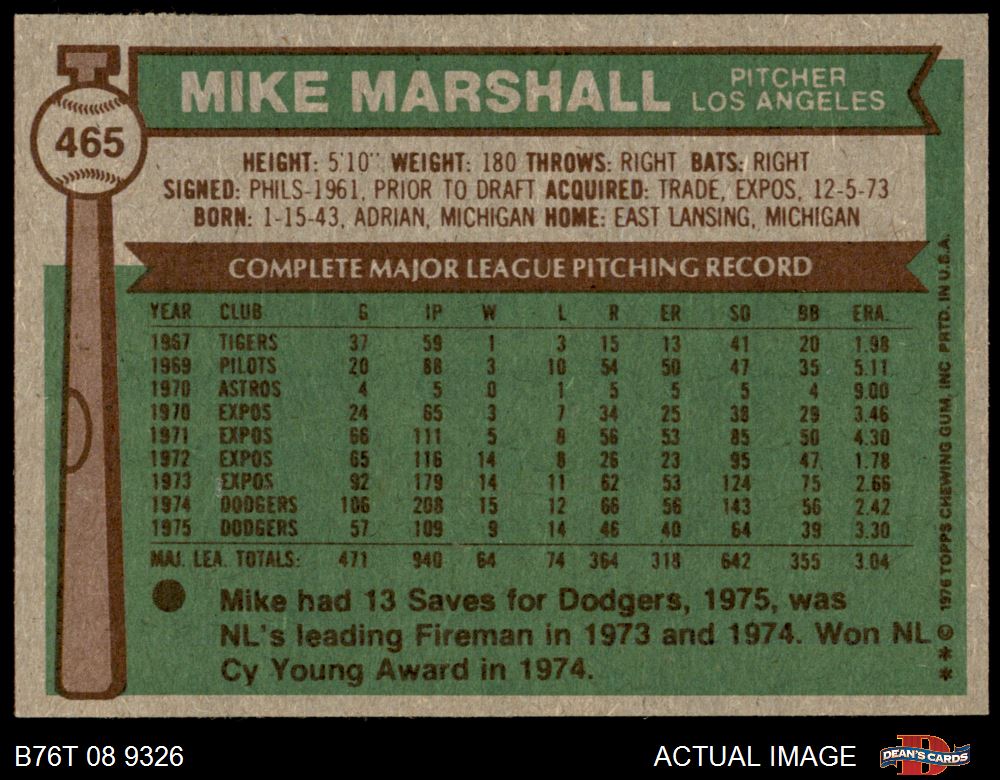 MIKE MARSHALL
PITCHER
LOS ANGELES
465
HEIGHT: 5'10" WEIGHT: 180 THROWS: RIGHT BATS: RIGHT
SIGNED: PHILS-1961, PRIOR TO DRAFT ACQUIRED: TRADE, EXPOS, 12-5-73
BORN: 1-15-43, ADRIAN, MICHIGAN HOME: EAST LANSING, MICHIGAN
COMPLETE MAJOR LEAGUE PITCHING RECORD
YEAR CLUB G IP W L R ER SO BB ERA
1967 TIGERS 37 59 1 3 15 13 41 20 1.98
1969 PILOTS 20 88 3 10 54 50 47 35 5.11
1970 ASTROS 4 5 0 1 5 5 5 4 9.00
1970 EXPOS 24 65 3 7 34 25 38 29 3.46
1971 EXPOS 66 111 5 8 56 53 85 50 4.30
1972 EXPOS 65 116 14 8 26 23 95 47 1.78
1973 EXPOS 92 179 14 11 62 53 124 75 2.66
1974 DODGERS 106 208 15 12 66 56 143 56 2.42
1975 DODGERS 57 109 9 14 46 40 64 39 3.30
MAJ. LEA. TOTALS: 471 940 64 74 364 318 642 355 3.04
Mike had 13 Saves for Dodgers, 1975, was
NL's leading Fireman in 1973 and 1974. Won NL
Cy Young Award in 1974.
** © 1976 TOPPS CHEWING GUM, INC PRTD. IN U.S.A.
B76T 08 9326
ACTUAL IMAGE
DEAN'S CARDS